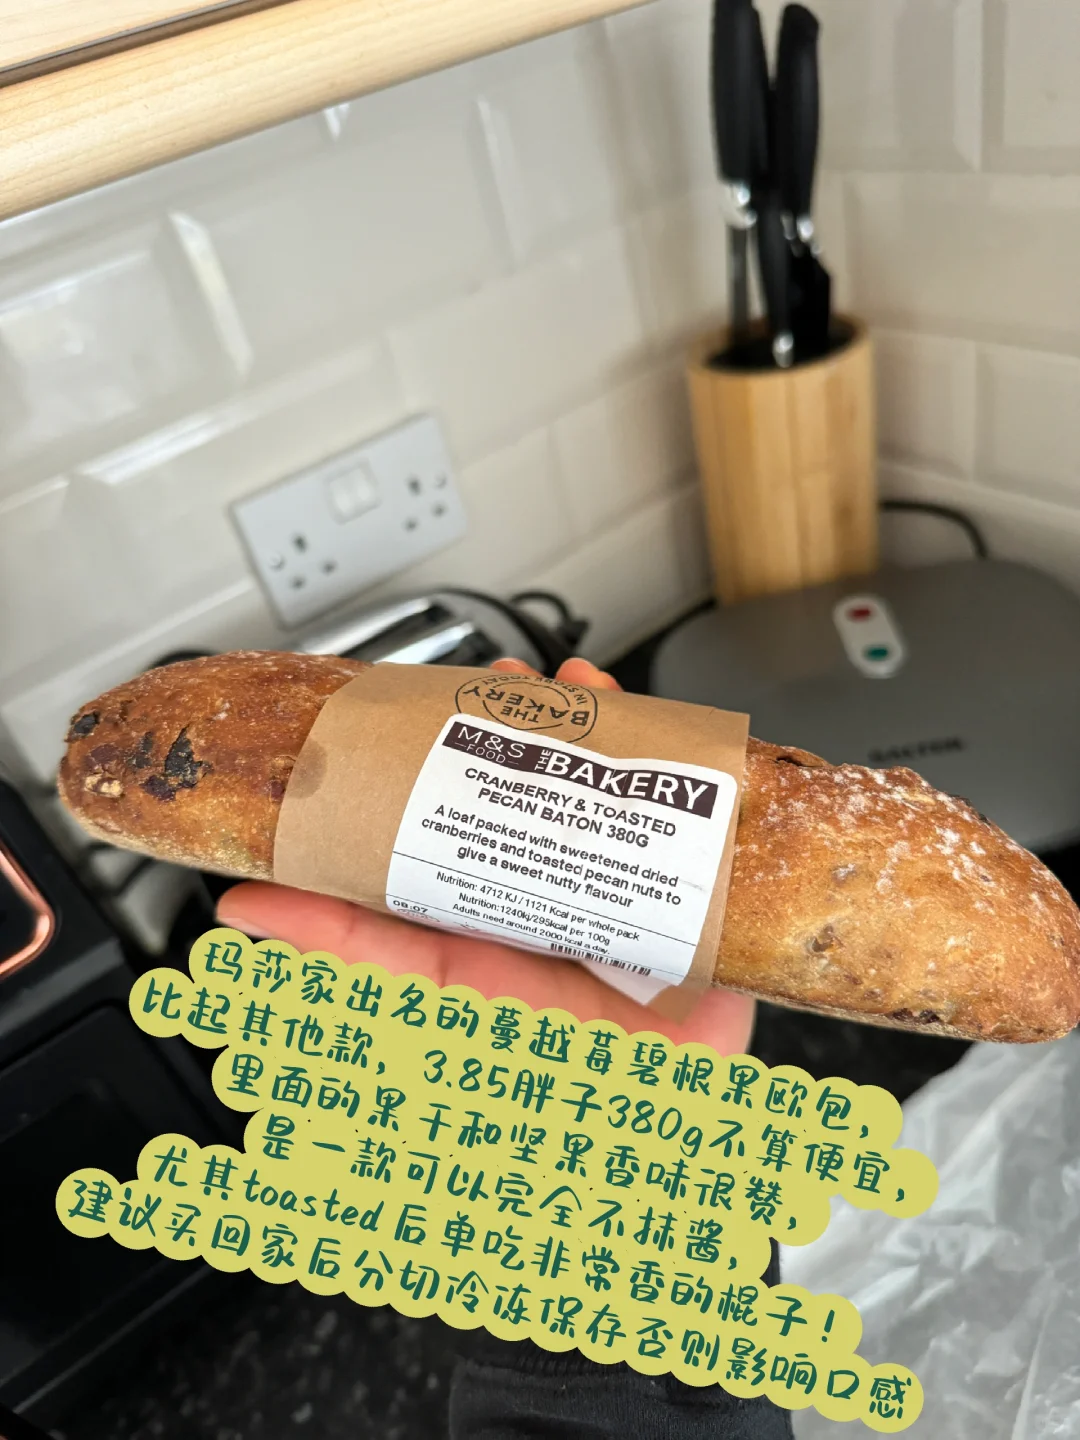 THE
BAKERY
IN STORE TODAY
M&S
FOOD
THE BAKERY
CRANBERRY & TOASTED
PECAN BATON 380G
A loaf packed with sweetened dried
cranberries and toasted pecan nuts to
give a sweet nutty flavour
Nutrition: 4712 KJ / 1121 Kcal per whole pack
Nutrition:1240kj/295kcal per 100g
Adults need around 2000 kcal a day.
08:07
SALTER
玛莎家出名的蔓越莓碧根果欧包,
比起其他款, 3.85胖子380g不算便宜,
里面的果干和坚果香味很赞,
是一款可以完全不抹酱,
尤其toasted后单吃非常香的棍子!
建议买回家后分切冷冻保存否则影响口感